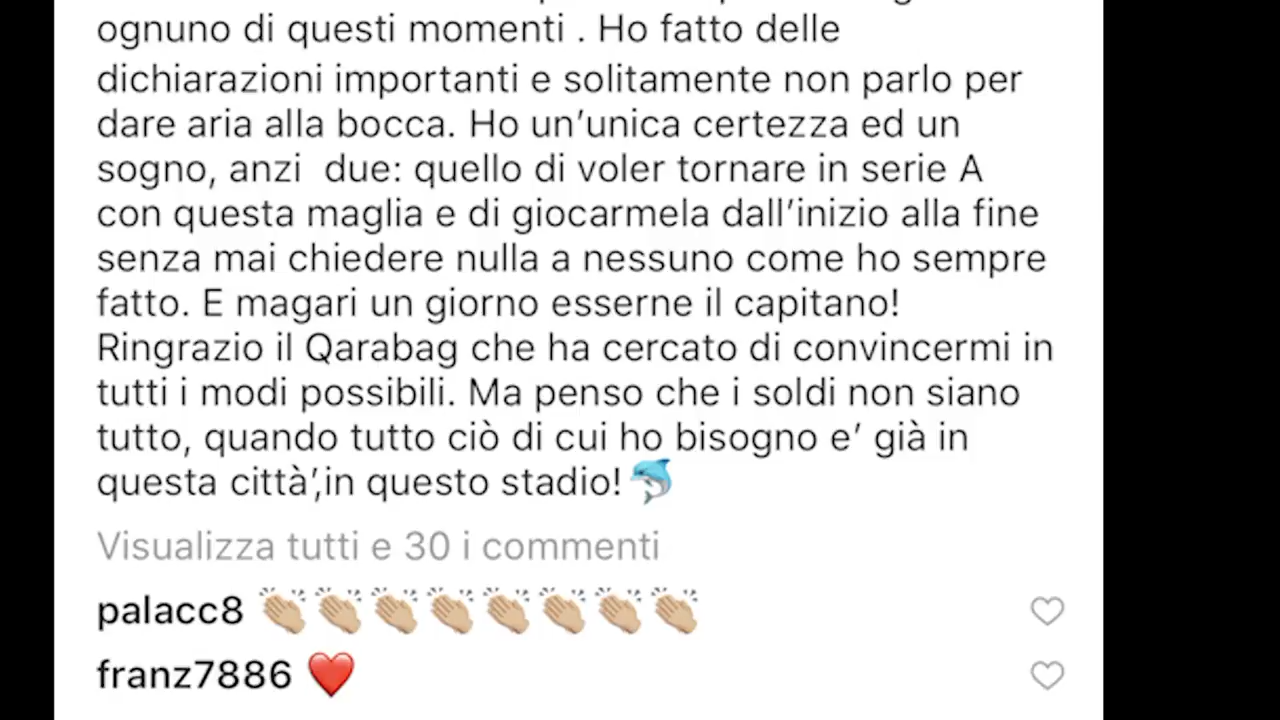 ognuno di questi momenti . Ho fatto delle
dichiarazioni importanti e solitamente non parlo per
dare aria alla bocca. Ho un’unica certezza ed un
sogno, anzi  due: quello di voler tornare in serie A
con questa maglia e di giocarmela dall’inizio alla fine
senza mai chiedere nulla a nessuno come ho sempre
fatto. E magari un giorno esserne il capitano!
Ringrazio il Qarabag che ha cercato di convincermi in
tutti i modi possibili. Ma penso che i soldi non siano
tutto, quando tutto ciò di cui ho bisogno e’ già in
questa città’,in questo stadio! 🐬
Visualizza tutti e 30 i commenti
palacc8 👏🏼👏🏼👏🏼👏🏼👏🏼👏🏼👏🏼👏🏼
franz7886 ❤️